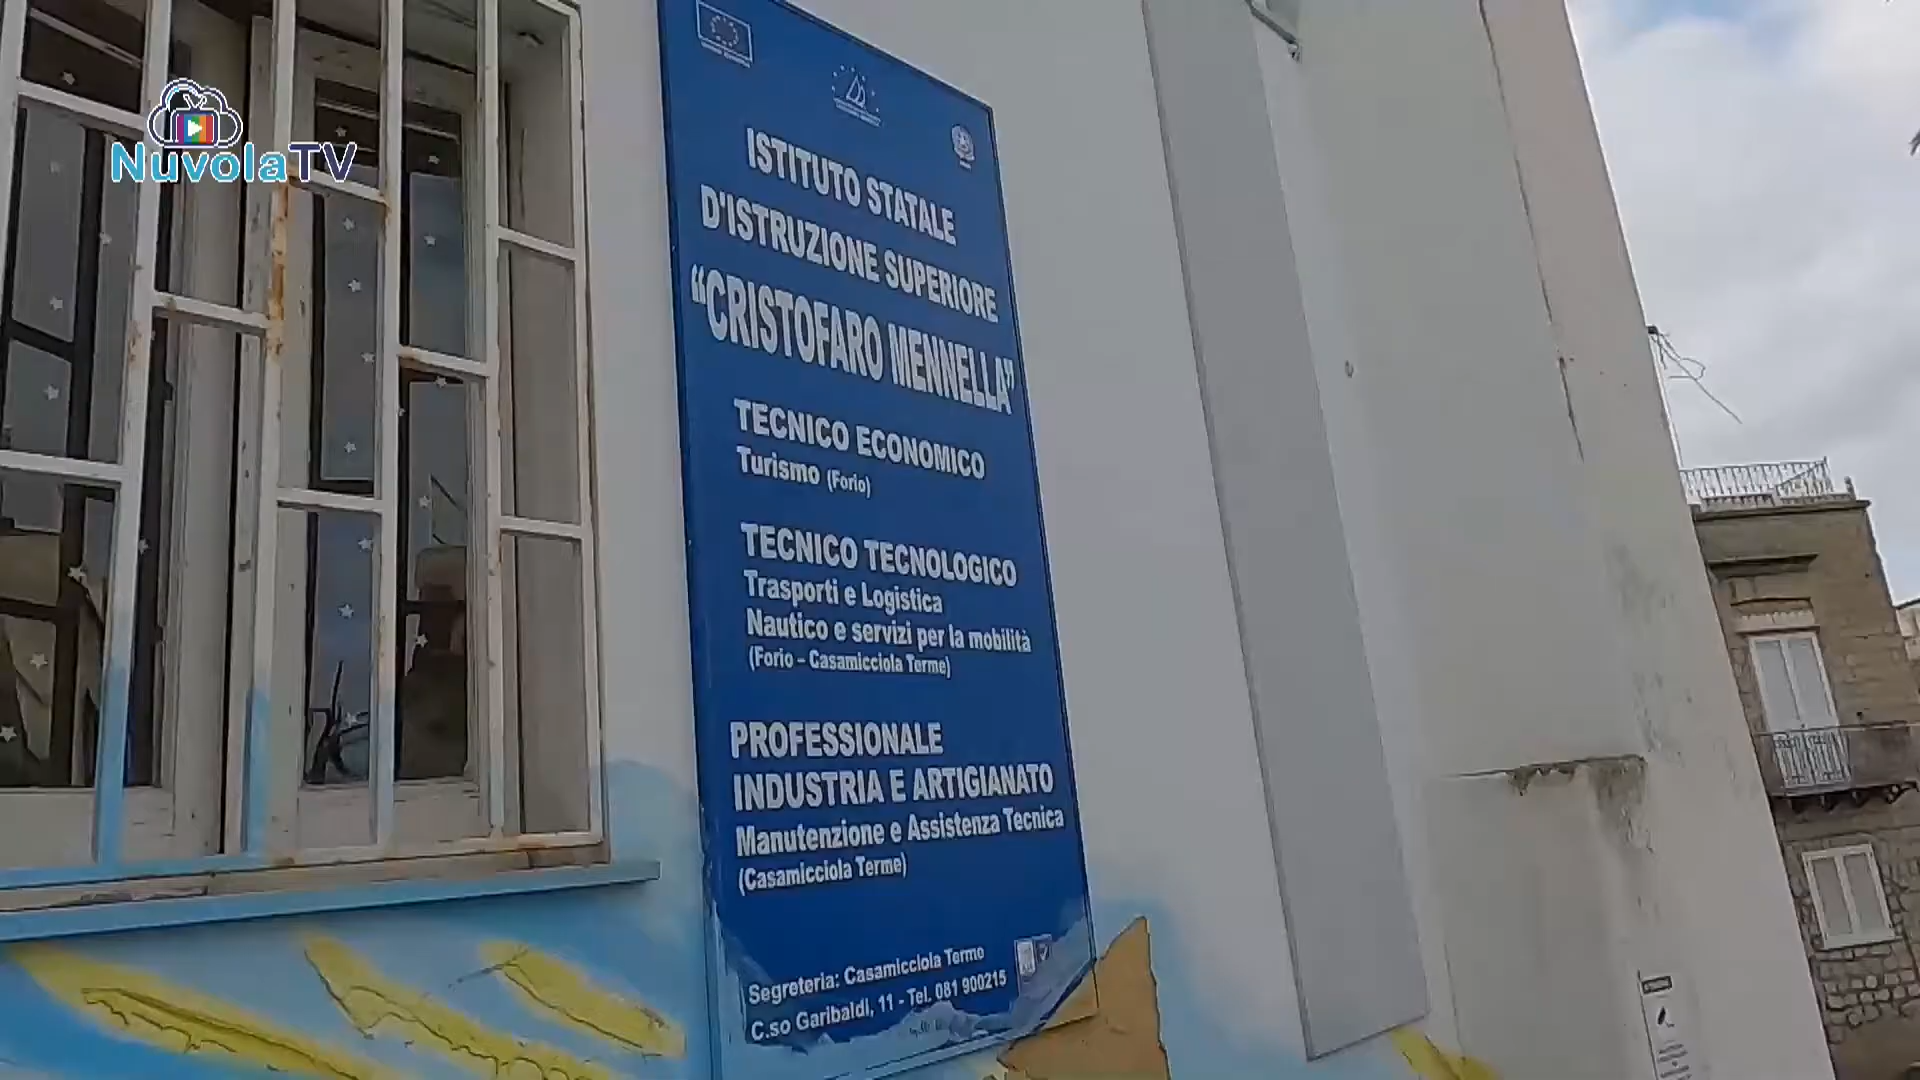 NuvolaTV
ISTITUTO STATALE
D'ISTRUZIONE SUPERIORE
“CRISTOFARO MENNELLA”
TECNICO ECONOMICO
Turismo (Forio)
TECNICO TECNOLOGICO
Trasporti e Logistica
Nautico e servizi per la mobilità
(Forio – Casamicciola Terme)
PROFESSIONALE
INDUSTRIA E ARTIGIANATO
Manutenzione e Assistenza Tecnica
(Casamicciola Terme)
Segreteria: Casamicciola Terme
C.so Garibaldi, 11 - Tel. 081 900215